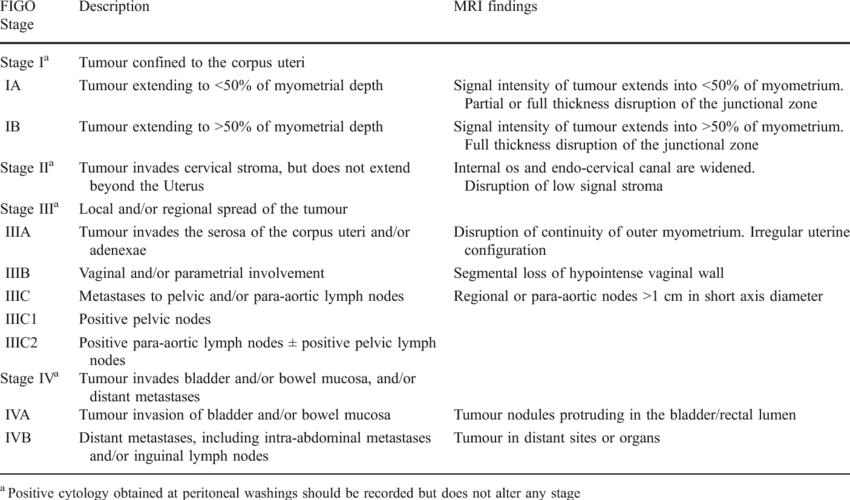 FIGO Stage Description MRI findings
Stage Iᵃ Tumour confined to the corpus uteri
IA Tumour extending to <50% of myometrial depth Signal intensity of tumour extends into <50% of myometrium.
Partial or full thickness disruption of the junctional zone
IB Tumour extending to >50% of myometrial depth Signal intensity of tumour extends into >50% of myometrium.
Full thickness disruption of the junctional zone
Stage IIᵃ Tumour invades cervical stroma, but does not extend Internal os and endo-cervical canal are widened.
beyond the Uterus Disruption of low signal stroma
Stage IIIᵃ Local and/or regional spread of the tumour
IIIA Tumour invades the serosa of the corpus uteri and/or Disruption of continuity of outer myometrium. Irregular uterine
adenexae configuration
IIIB Vaginal and/or parametrial involvement Segmental loss of hypointense vaginal wall
IIIC Metastases to pelvic and/or para-aortic lymph nodes Regional or para-aortic nodes >1 cm in short axis diameter
IIIC1 Positive pelvic nodes
IIIC2 Positive para-aortic lymph nodes ± positive pelvic lymph
nodes
Stage IVᵃ Tumour invades bladder and/or bowel mucosa, and/or
distant metastases
IVA Tumour invasion of bladder and/or bowel mucosa Tumour nodules protruding in the bladder/rectal lumen
IVB Distant metastases, including intra-abdominal metastases Tumour in distant sites or organs
and/or inguinal lymph nodes
ᵃ Positive cytology obtained at peritoneal washings should be recorded but does not alter any stage